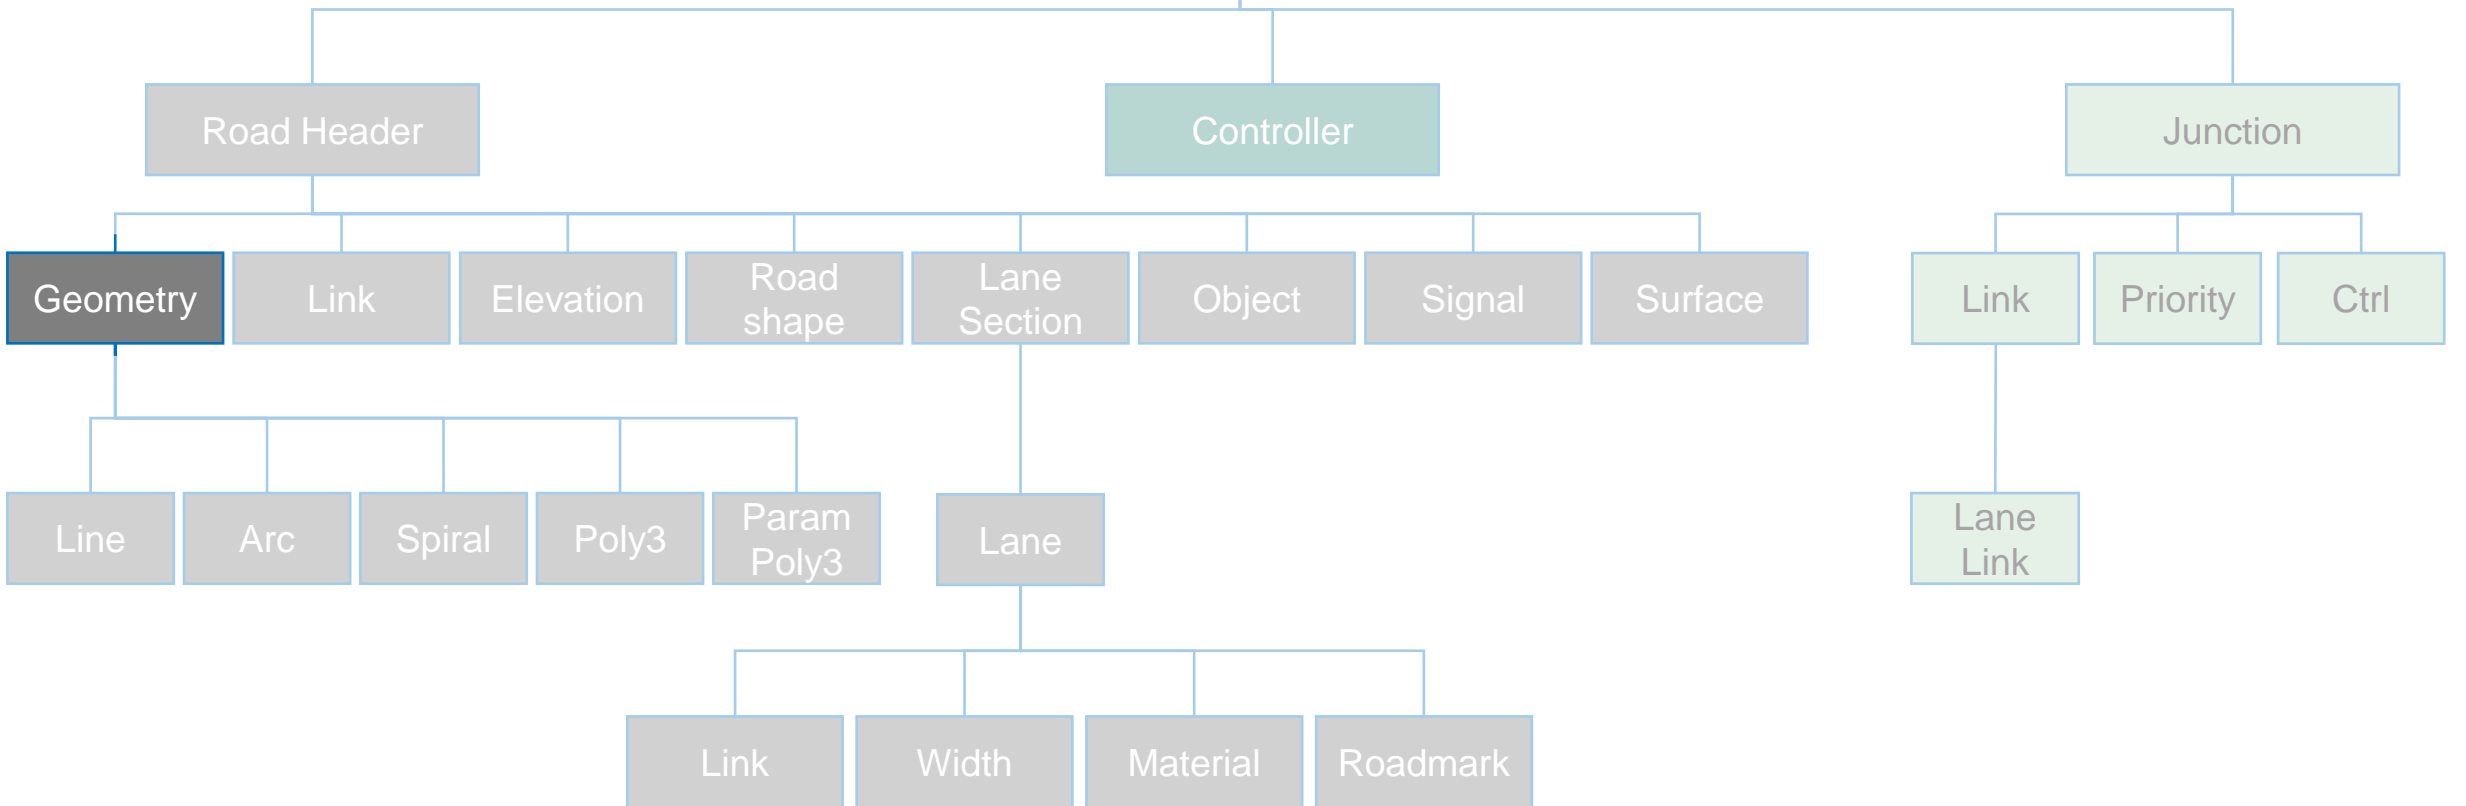 Road Header
Controller
Junction
Geometry
Link
Elevation
Road
shape
Lane
Section
Object
Signal
Surface
Link
Priority
Ctrl
Line
Arc
Spiral
Poly3
Param
Poly3
Lane
Lane
Link
Link
Width
Material
Roadmark